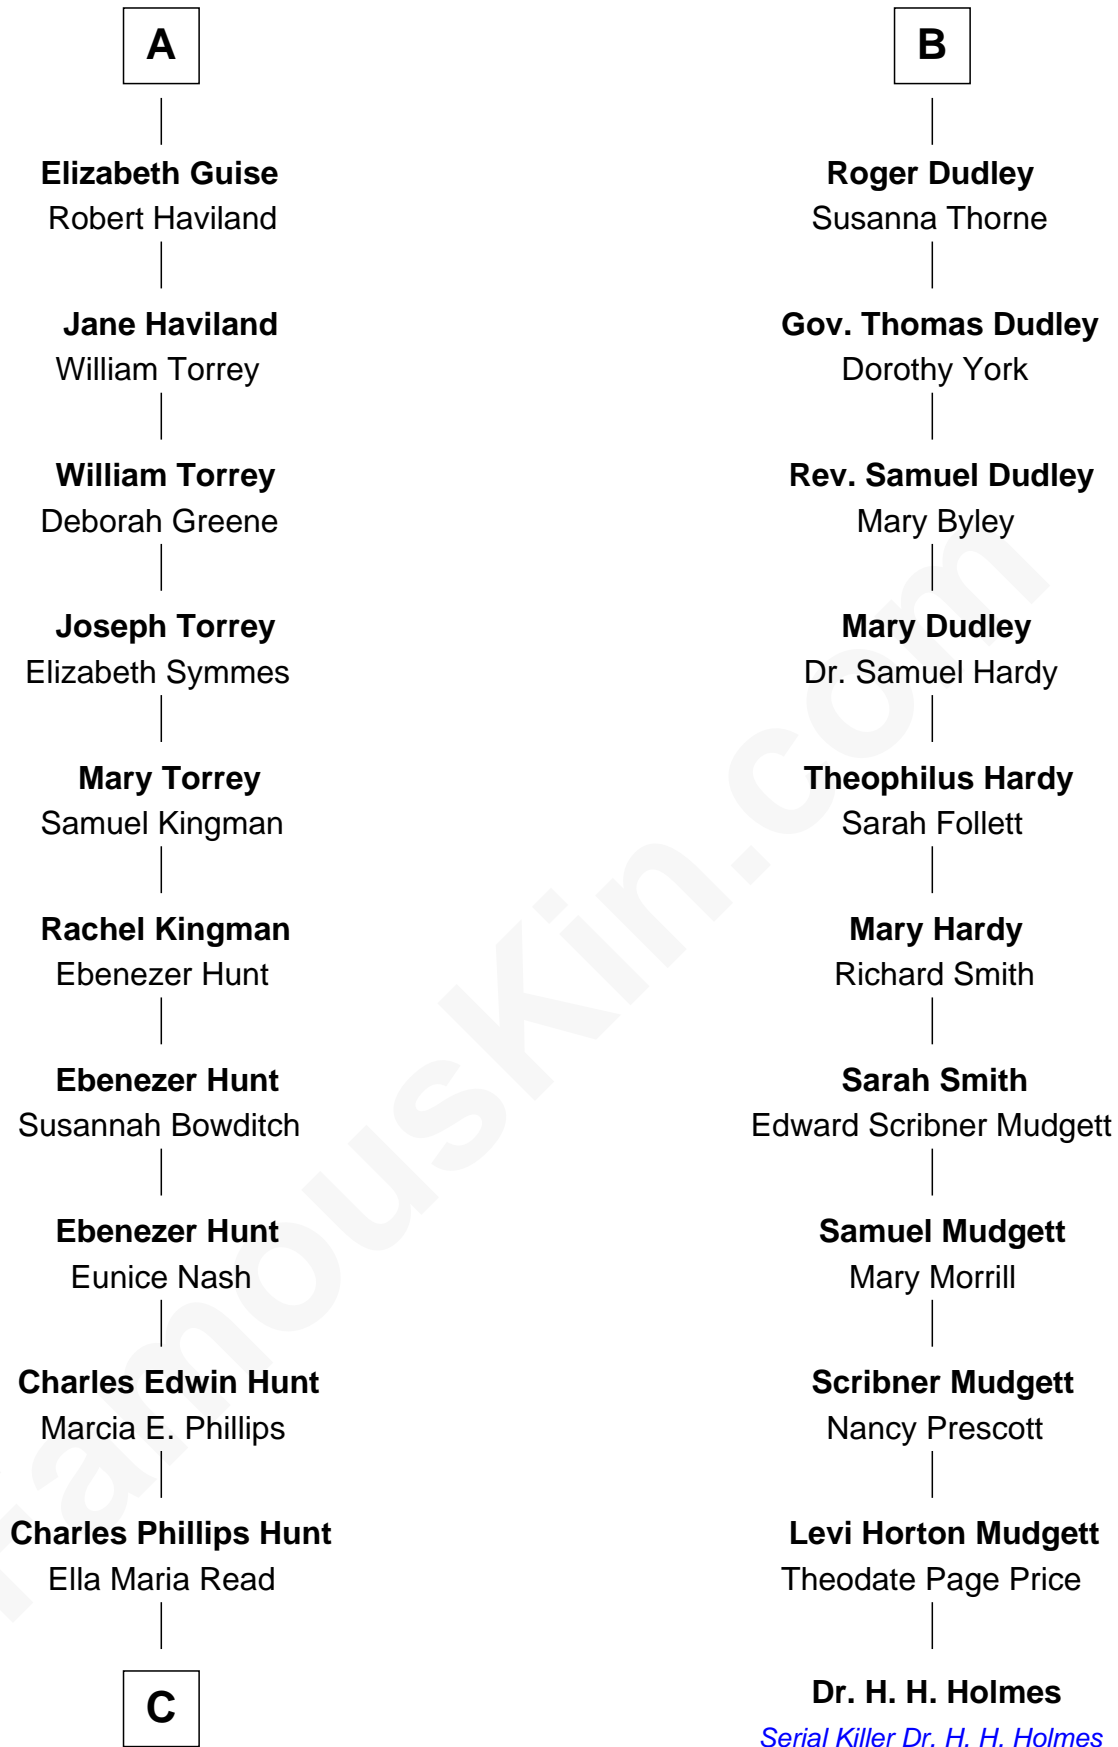 A
Elizabeth Guise
Robert Haviland
Jane Haviland
William Torrey
William Torrey
Deborah Greene
Joseph Torrey
Elizabeth Symmes
Mary Torrey
Samuel Kingman
Rachel Kingman
Ebenezer Hunt
Ebenezer Hunt
Susannah Bowditch
Ebenezer Hunt
Eunice Nash
Charles Edwin Hunt
Marcia E. Phillips
Charles Phillips Hunt
Ella Maria Read
C
B
Roger Dudley
Susanna Thorne
Gov. Thomas Dudley
Dorothy York
Rev. Samuel Dudley
Mary Byley
Mary Dudley
Dr. Samuel Hardy
Theophilus Hardy
Sarah Follett
Mary Hardy
Richard Smith
Sarah Smith
Edward Scribner Mudgett
Samuel Mudgett
Mary Morrill
Scribner Mudgett
Nancy Prescott
Levi Horton Mudgett
Theodate Page Price
Dr. H. H. Holmes
Serial Killer Dr. H. H. Holmes
FamousKin.com